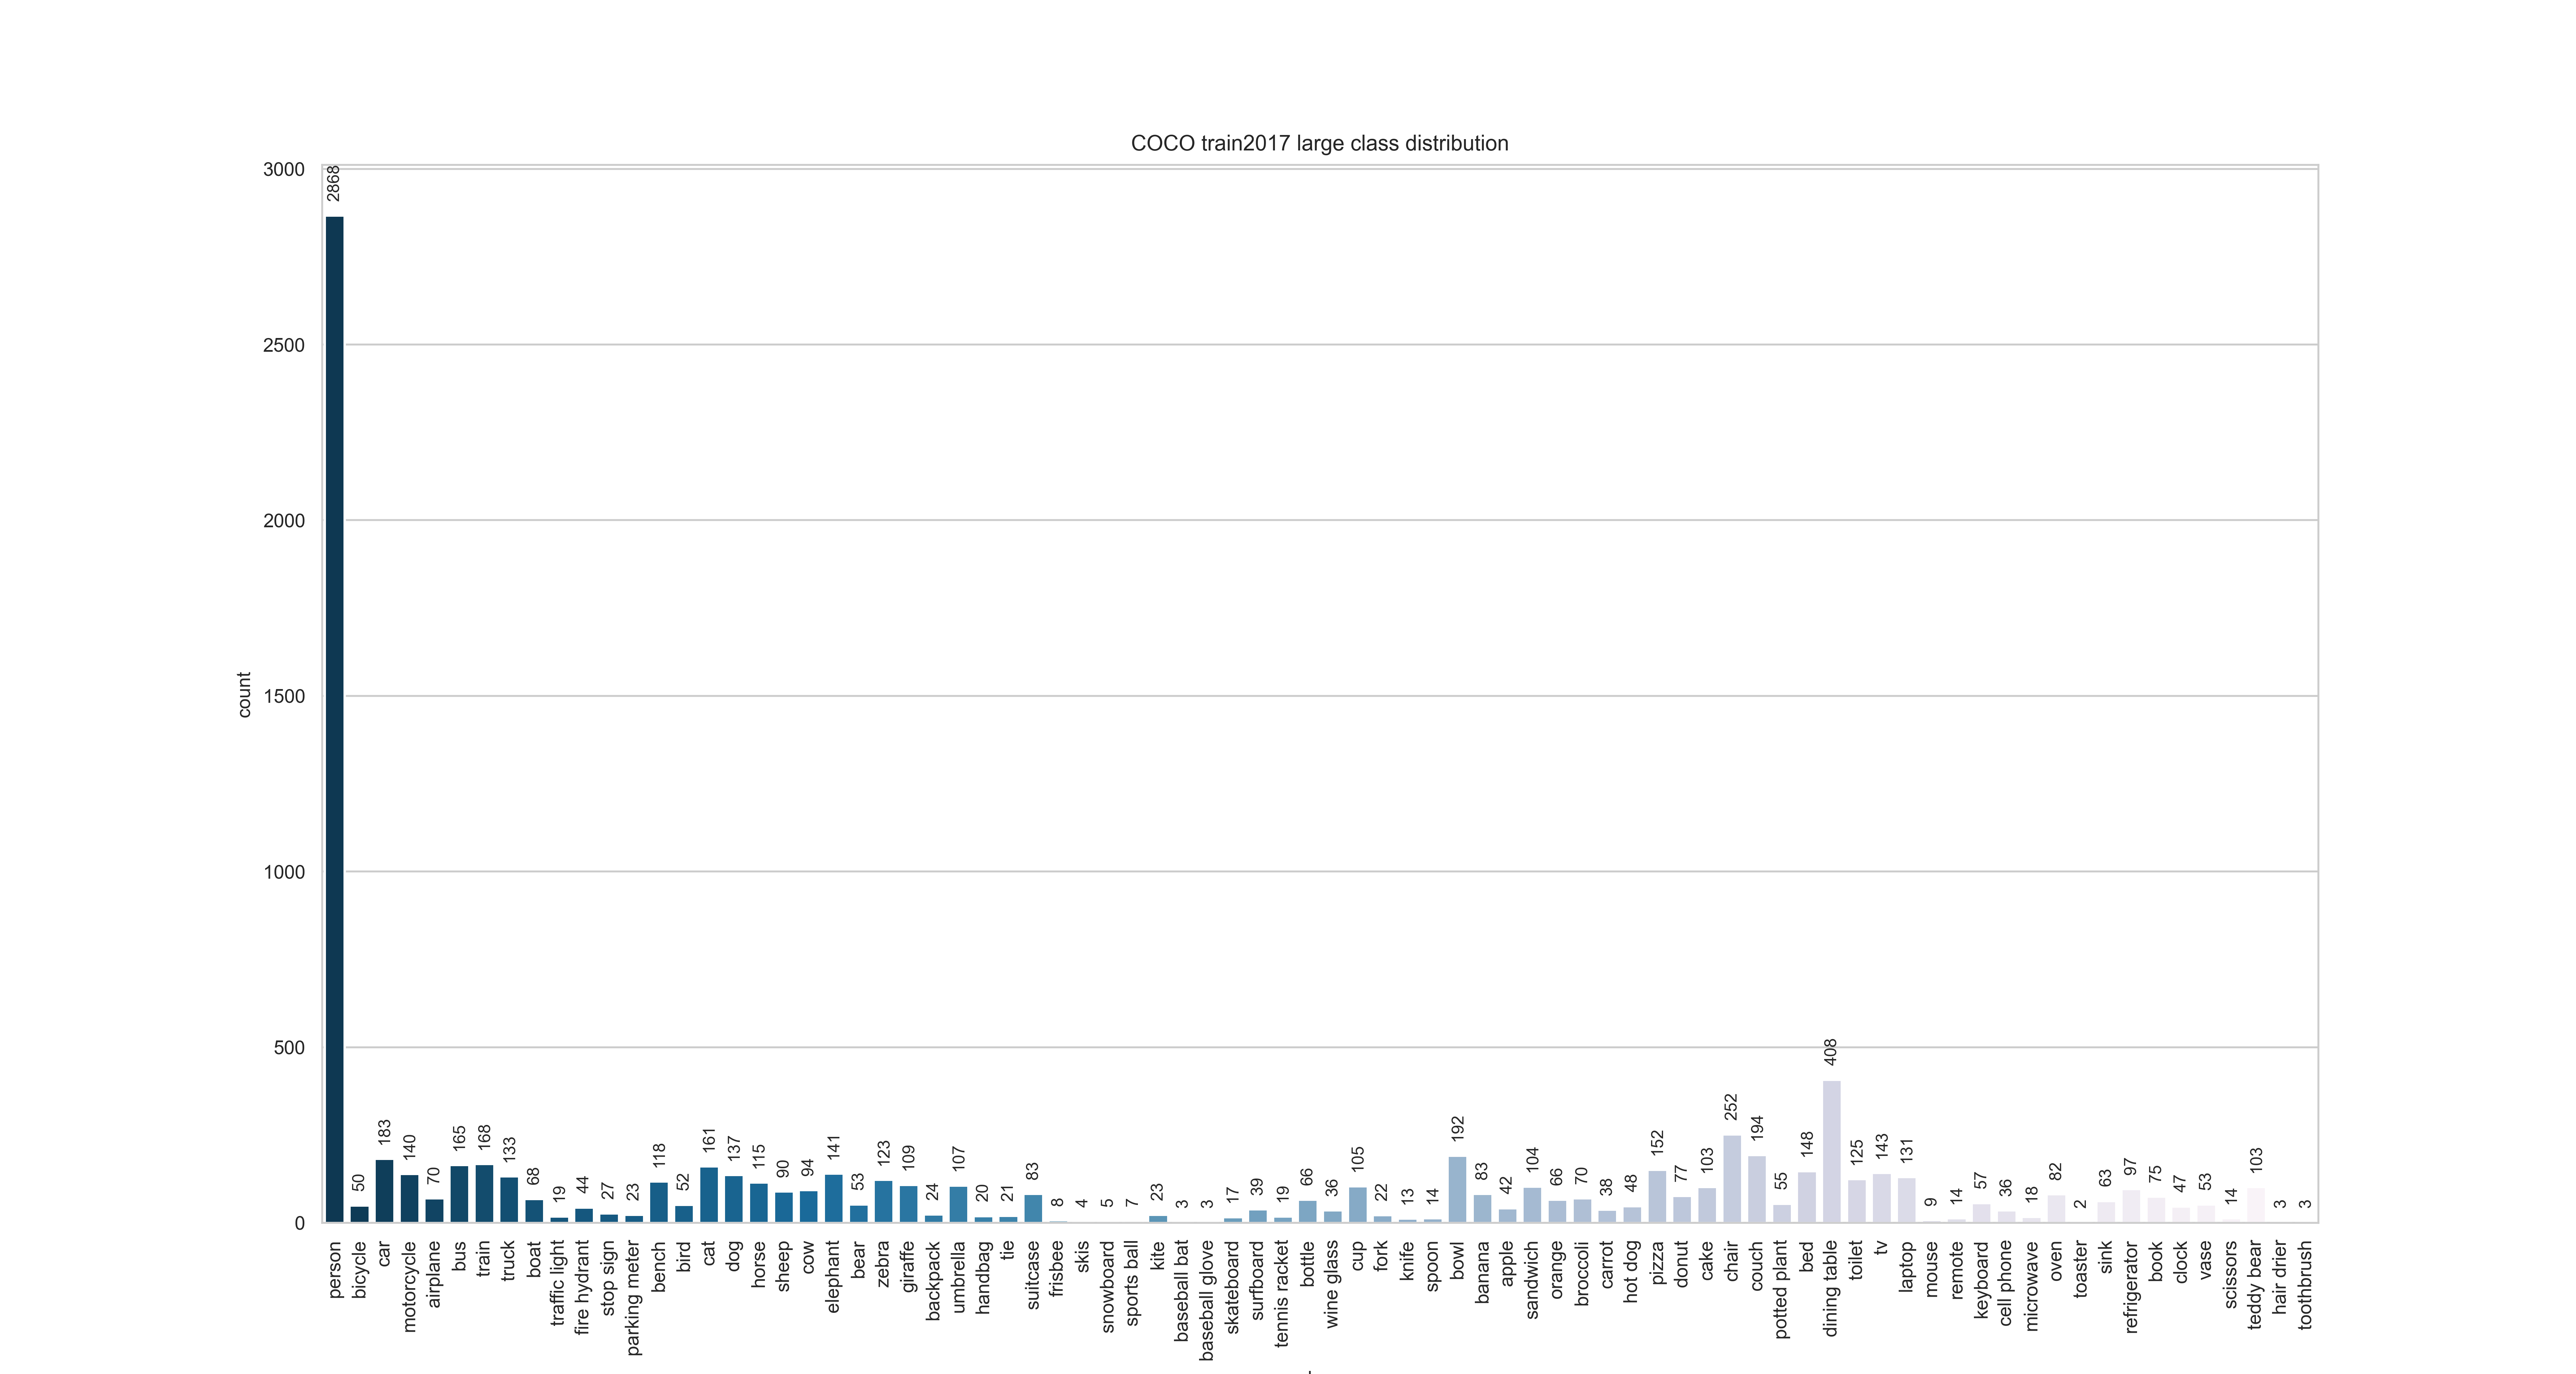 COCO train2017 large class distribution
3000
2500
2000
1500
1000
500
0
count
2868
50
183
140
70
165
168
133
68
19
44
27
23
118
52
161
137
115
90
94
141
53
123
109
24
107
20
21
83
8
4
5
7
23
3
3
17
39
19
66
36
105
22
13
14
192
83
42
104
66
70
38
48
152
77
103
252
194
55
148
408
125
143
131
9
14
57
36
18
82
2
63
97
75
47
53
14
103
3
3
person
bicycle
car
motorcycle
airplane
bus
train
truck
boat
traffic light
fire hydrant
stop sign
parking meter
bench
bird
cat
dog
horse
sheep
cow
elephant
bear
zebra
giraffe
backpack
umbrella
handbag
tie
suitcase
frisbee
skis
snowboard
sports ball
kite
baseball bat
baseball glove
skateboard
surfboard
tennis racket
bottle
wine glass
cup
fork
knife
spoon
bowl
banana
apple
sandwich
orange
broccoli
carrot
hot dog
pizza
donut
cake
chair
couch
potted plant
bed
dining table
toilet
tv
laptop
mouse
remote
keyboard
cell phone
microwave
oven
toaster
sink
refrigerator
book
clock
vase
scissors
teddy bear
hair drier
toothbrush